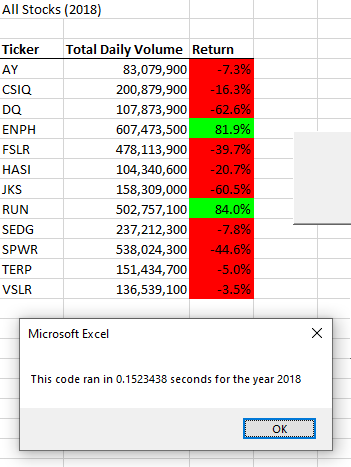 All Stocks (2018)
Ticker Total Daily Volume Return
AY 83,079,900 -7.3%
CSIQ 200,879,900 -16.3%
DQ 107,873,900 -62.6%
ENPH 607,473,500 81.9%
FSLR 478,113,900 -39.7%
HASI 104,340,600 -20.7%
JKS 158,309,000 -60.5%
RUN 502,757,100 84.0%
SEDG 237,212,300 -7.8%
SPWR 538,024,300 -44.6%
TERP 151,434,700 -5.0%
VSLR 136,539,100 -3.5%
Microsoft Excel
This code ran in 0.1523438 seconds for the year 2018
OK